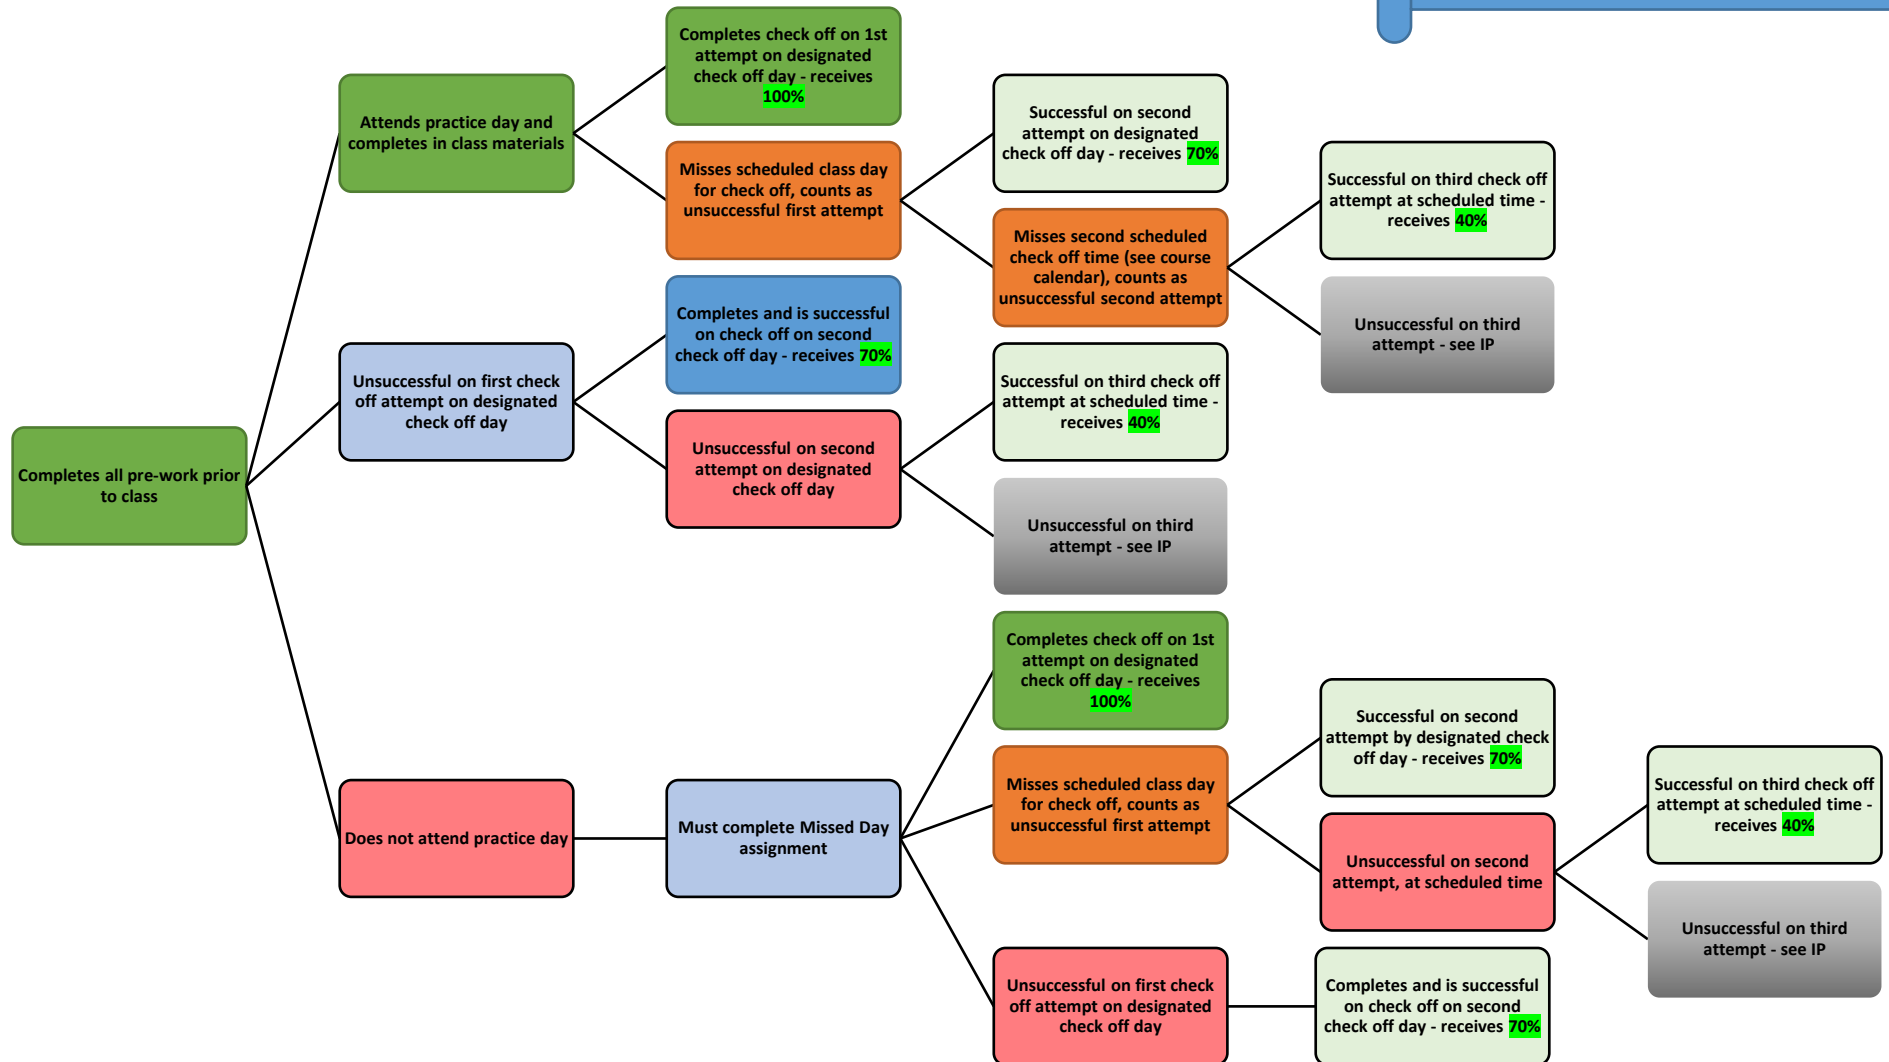 Completes all pre-work prior
to class
Attends practice day and
completes in class materials
Completes check off on 1st
attempt on designated
check off day - receives
100%
Misses scheduled class day
for check off, counts as
unsuccessful first attempt
Successful on second
attempt on designated
check off day - receives 70%
Misses second scheduled
check off time (see course
calendar), counts as
unsuccessful second attempt
Successful on third check off
attempt at scheduled time -
receives 40%
Unsuccessful on third
attempt - see IP
Unsuccessful on first check
off attempt on designated
check off day
Completes and is successful
on check off on second
check off day - receives 70%
Unsuccessful on second
attempt on designated
check off day
Successful on third check off
attempt at scheduled time -
receives 40%
Unsuccessful on third
attempt - see IP
Does not attend practice day
Must complete Missed Day
assignment
Completes check off on 1st
attempt on designated
check off day - receives
100%
Misses scheduled class day
for check off, counts as
unsuccessful first attempt
Successful on second
attempt by designated check
off day - receives 70%
Unsuccessful on second
attempt, at scheduled time
Successful on third check off
attempt at scheduled time -
receives 40%
Unsuccessful on third
attempt - see IP
Unsuccessful on first check
off attempt on designated
check off day
Completes and is successful
on check off on second
check off day - receives 70%